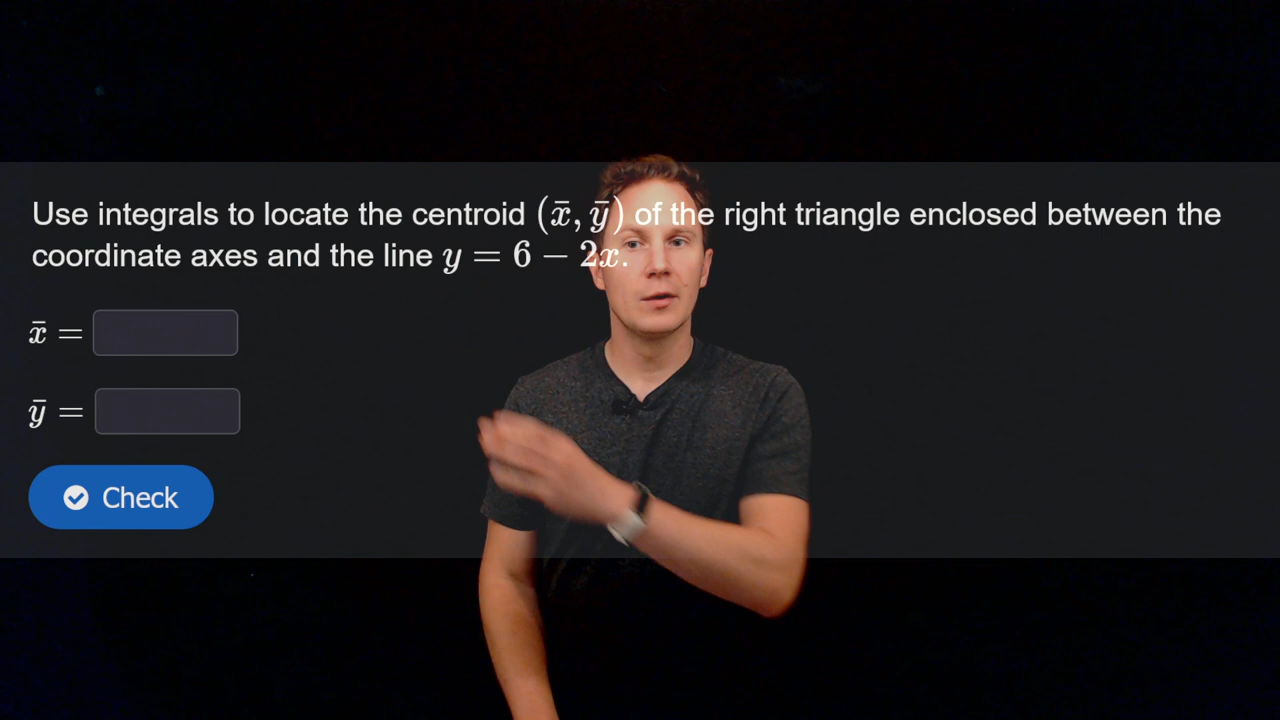 Use integrals to locate the centroid (x̄, ȳ) of the right triangle enclosed between the
coordinate axes and the line y = 6 − 2x.
x̄ =
ȳ =
Check